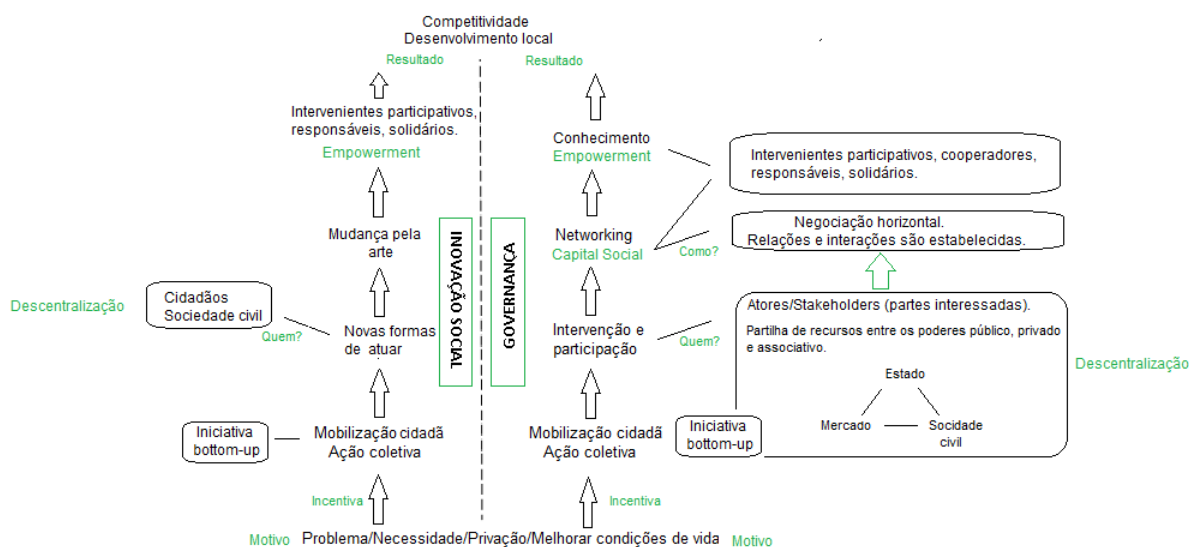 Competitividade
Desenvolvimento local
Resultado
Resultado
Intervenientes participativos,
responsáveis, solidários.
Empowerment
Conhecimento
Empowerment
Intervenientes participativos, cooperadores,
responsáveis, solidários.
Mudança pela
arte
INOVAÇÃO SOCIAL
GOVERNANÇA
Networking
Capital Social
Como?
Negociação horizontal.
Relações e interações são estabelecidas.
Descentralização
Cidadãos
Sociedade civil
Quem?
Novas formas
de atuar
Intervenção e
participação
Quem?
Atores/Stakeholders (partes interessadas).
Partilha de recursos entre os poderes público, privado
e associativo.
Estado
Mercado
Socidade
civil
Descentralização
Iniciativa
bottom-up
Mobilização cidadã
Ação coletiva
Mobilização cidadã
Ação coletiva
Iniciativa
bottom-up
Incentiva
Incentiva
Motivo
Problema/Necessidade/Privação/Melhorar condições de vida
Motivo